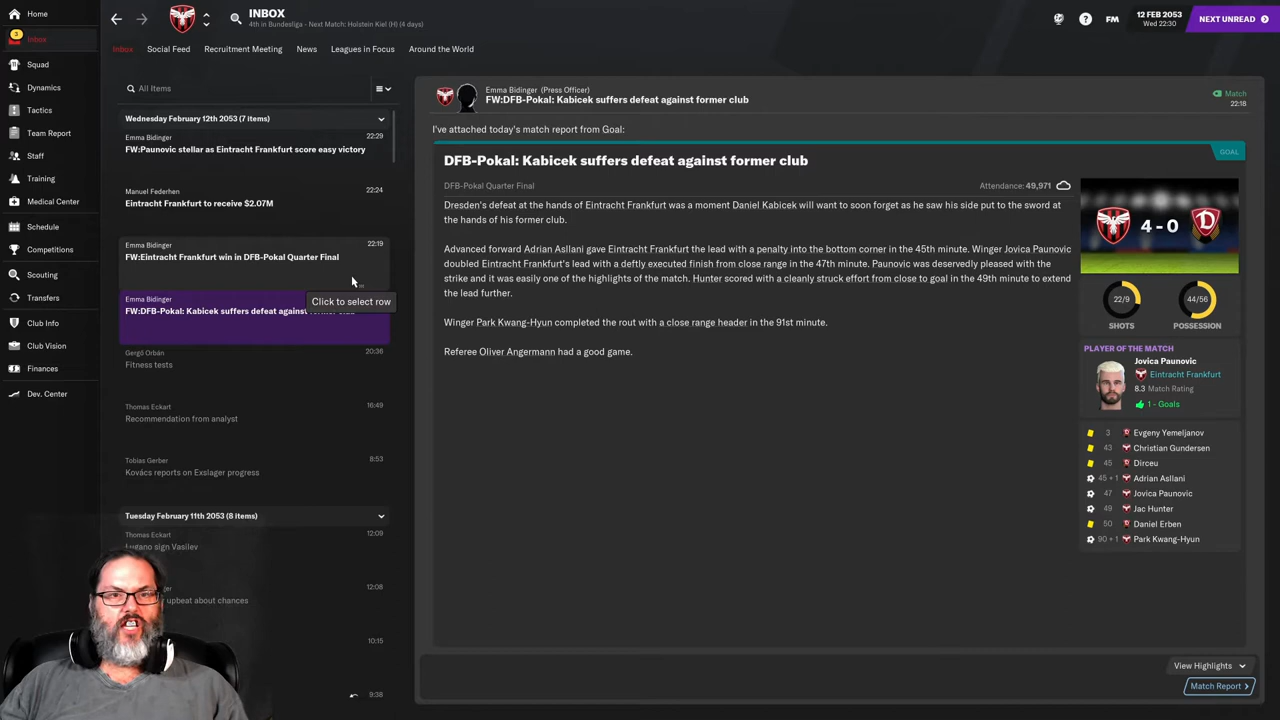 Home
3
Inbox
Squad
Dynamics
Tactics
Team Report
Staff
Training
Medical Center
Schedule
Competitions
Scouting
Transfers
Club Info
Club Vision
Finances
Dev. Center
INBOX
4th in Bundesliga - Next Match: Holstein Kiel (H) (4 days)
FM
12 FEB 2053
Wed 22:30
NEXT UNREAD
Inbox
Social Feed
Recruitment Meeting
News
Leagues in Focus
Around the World
All Items
Wednesday February 12th 2053 (7 items)
Emma Bidinger 22:29
FW:Paunovic stellar as Eintracht Frankfurt score easy victory
Manuel Federhen 22:24
Eintracht Frankfurt to receive $2.07M
Emma Bidinger 22:19
FW:Eintracht Frankfurt win in DFB-Pokal Quarter Final
Click to select row
Emma Bidinger
FW:DFB-Pokal: Kabicek suffers defeat against former club
Gergő Orbán 20:36
Fitness tests
Thomas Eckart 16:49
Recommendation from analyst
Tobias Gerber 8:53
Kovács reports on Exslager progress
Tuesday February 11th 2053 (8 items)
Thomas Eckart 12:09
Lugano sign Vasilev
12:08
upbeat about chances
10:15
9:38
Emma Bidinger (Press Officer)
FW:DFB-Pokal: Kabicek suffers defeat against former club
Match
22:18
I've attached today's match report from Goal:
GOAL
DFB-Pokal: Kabicek suffers defeat against former club
DFB-Pokal Quarter Final
Attendance: 49,971
Dresden's defeat at the hands of Eintracht Frankfurt was a moment Daniel Kabicek will want to soon forget as he saw his side put to the sword at
the hands of his former club.
Advanced forward Adrian Asllani gave Eintracht Frankfurt the lead with a penalty into the bottom corner in the 45th minute. Winger Jovica Paunovic
doubled Eintracht Frankfurt's lead with a deftly executed finish from close range in the 47th minute. Paunovic was deservedly pleased with the
strike and it was easily one of the highlights of the match. Hunter scored with a cleanly struck effort from close to goal in the 49th minute to extend
the lead further.
Winger Park Kwang-Hyun completed the rout with a close range header in the 91st minute.
Referee Oliver Angermann had a good game.
4 - 0
22/9
SHOTS
44/56
POSSESSION
PLAYER OF THE MATCH
Jovica Paunovic
Eintracht Frankfurt
8.3 Match Rating
1 - Goals
3 Evgeny Yemeljanov
43 Christian Gundersen
45 Dirceu
45 + 1 Adrian Asllani
47 Jovica Paunovic
49 Jac Hunter
50 Daniel Erben
90 + 1 Park Kwang-Hyun
View Highlights
Match Report